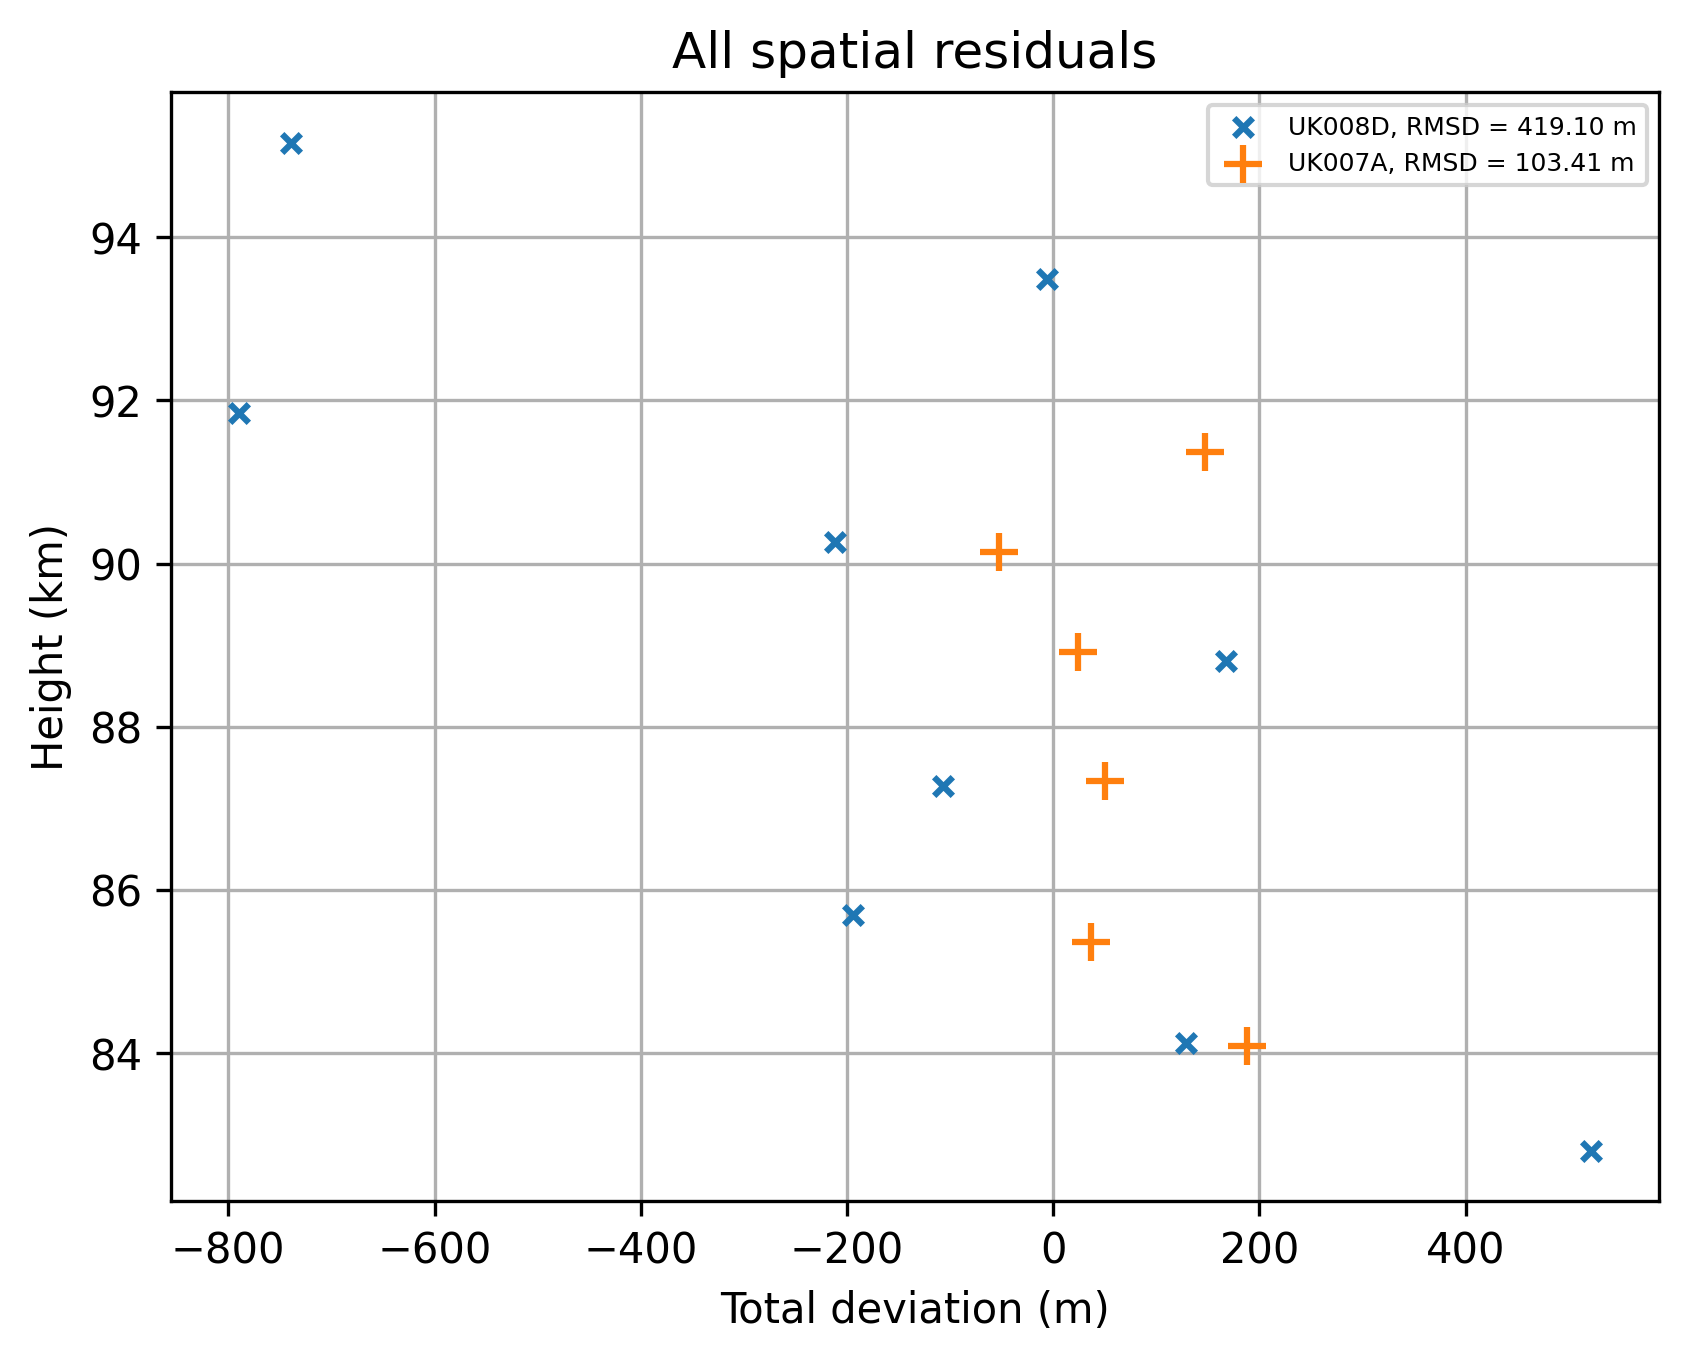 All spatial residuals
UK008D, RMSD = 419.10 m
UK007A, RMSD = 103.41 m
Height (km)
94
92
90
88
86
84
−800 −600 −400 −200 0 200 400
Total deviation (m)